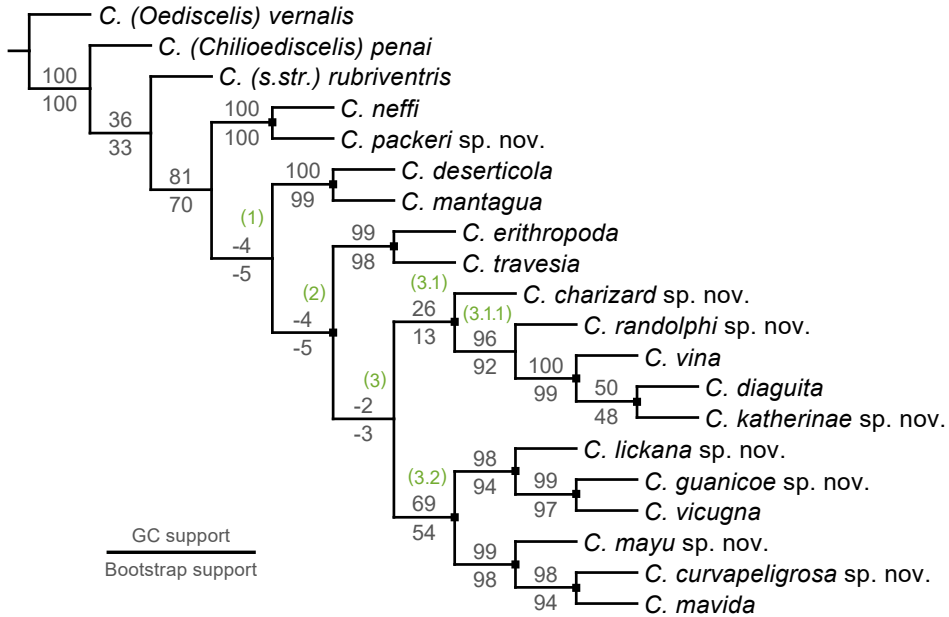 C. (Oediscelis) vernalis
C. (Chilioediscelis) penai
100
100
C. (s.str.) rubriventris
36
33
C. neffi
100
100
C. packeri sp. nov.
81
70
C. deserticola
100
99
C. mantagua
(1)
-4
-5
C. erithropoda
99
98
C. travesia
(2)
-4
-5
(3.1)
C. charizard sp. nov.
26
13
(3.1.1)
C. randolphi sp. nov.
96
92
C. vina
100
99
C. diaguita
50
48
C. katherinae sp. nov.
(3)
-2
-3
C. lickana sp. nov.
98
94
C. guanicoe sp. nov.
99
97
C. vicugna
(3.2)
69
54
C. mayu sp. nov.
99
98
C. curvapeligrosa sp. nov.
98
94
C. mavida
GC support
Bootstrap support